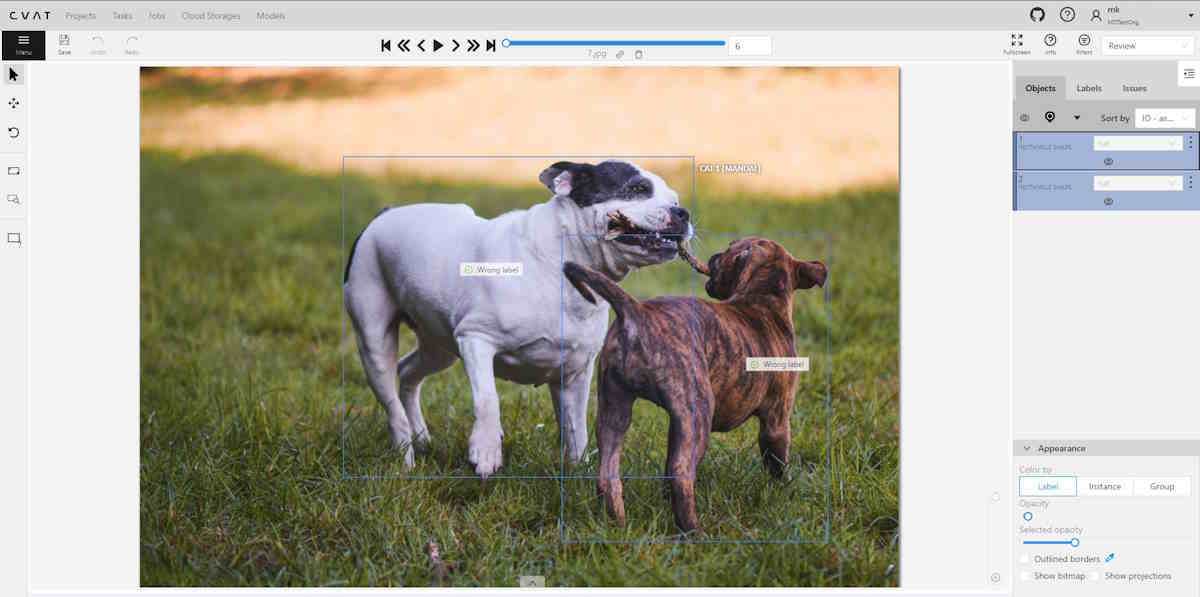 CVAT Projects Tasks Jobs Cloud Storages Models mk
Menu Save Undo Redo 7.jpg 6 Fullscreen Info Filters Review
Objects Labels Issues
Sort by ID - as...
1
RECTANGLE SHAPE
cat
2
RECTANGLE SHAPE
cat
CAT 1 (MANUAL)
Wrong label
Wrong label
Appearance
Color by
Label Instance Group
Opacity
Selected opacity
Outlined borders
Show bitmap Show projections